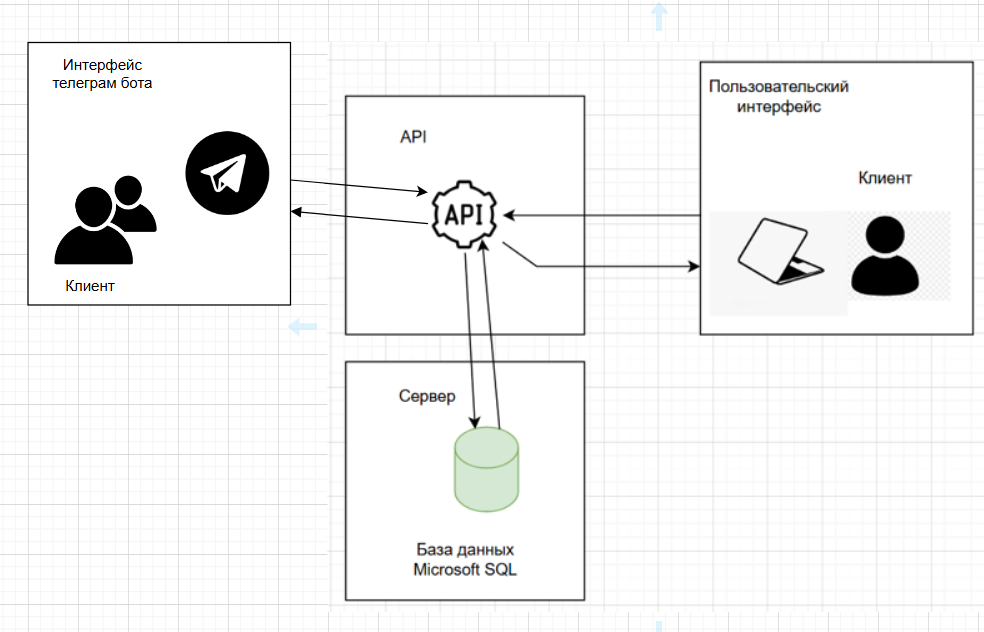 Интерфейс
телеграм бота
Клиент
API
API
Пользовательский
интерфейс
Клиент
Сервер
База данных
Microsoft SQL